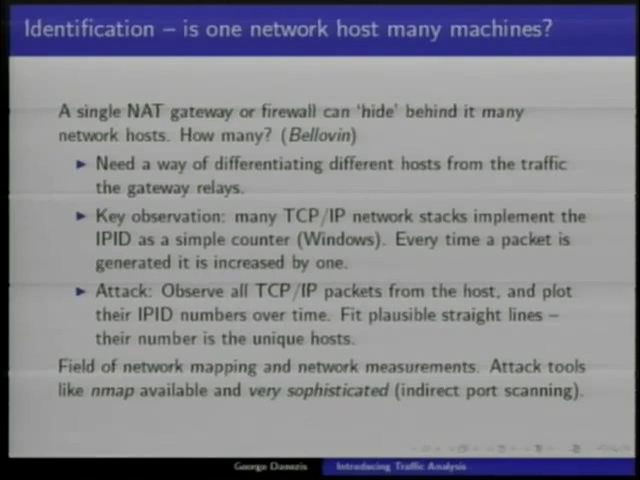 Identification – is one network host many machines?
A single NAT gateway or firewall can 'hide' behind it many
network hosts. How many? (Bellovin)
Need a way of differentiating different hosts from the traffic
the gateway relays.
Key observation: many TCP/IP network stacks implement the
IPID as a simple counter (Windows). Every time a packet is
generated it is increased by one.
Attack: Observe all TCP/IP packets from the host, and plot
their IPID numbers over time. Fit plausible straight lines –
their number is the unique hosts.
Field of network mapping and network measurements. Attack tools
like nmap available and very sophisticated (indirect port scanning).
George Danezis
Introducing Traffic Analysis